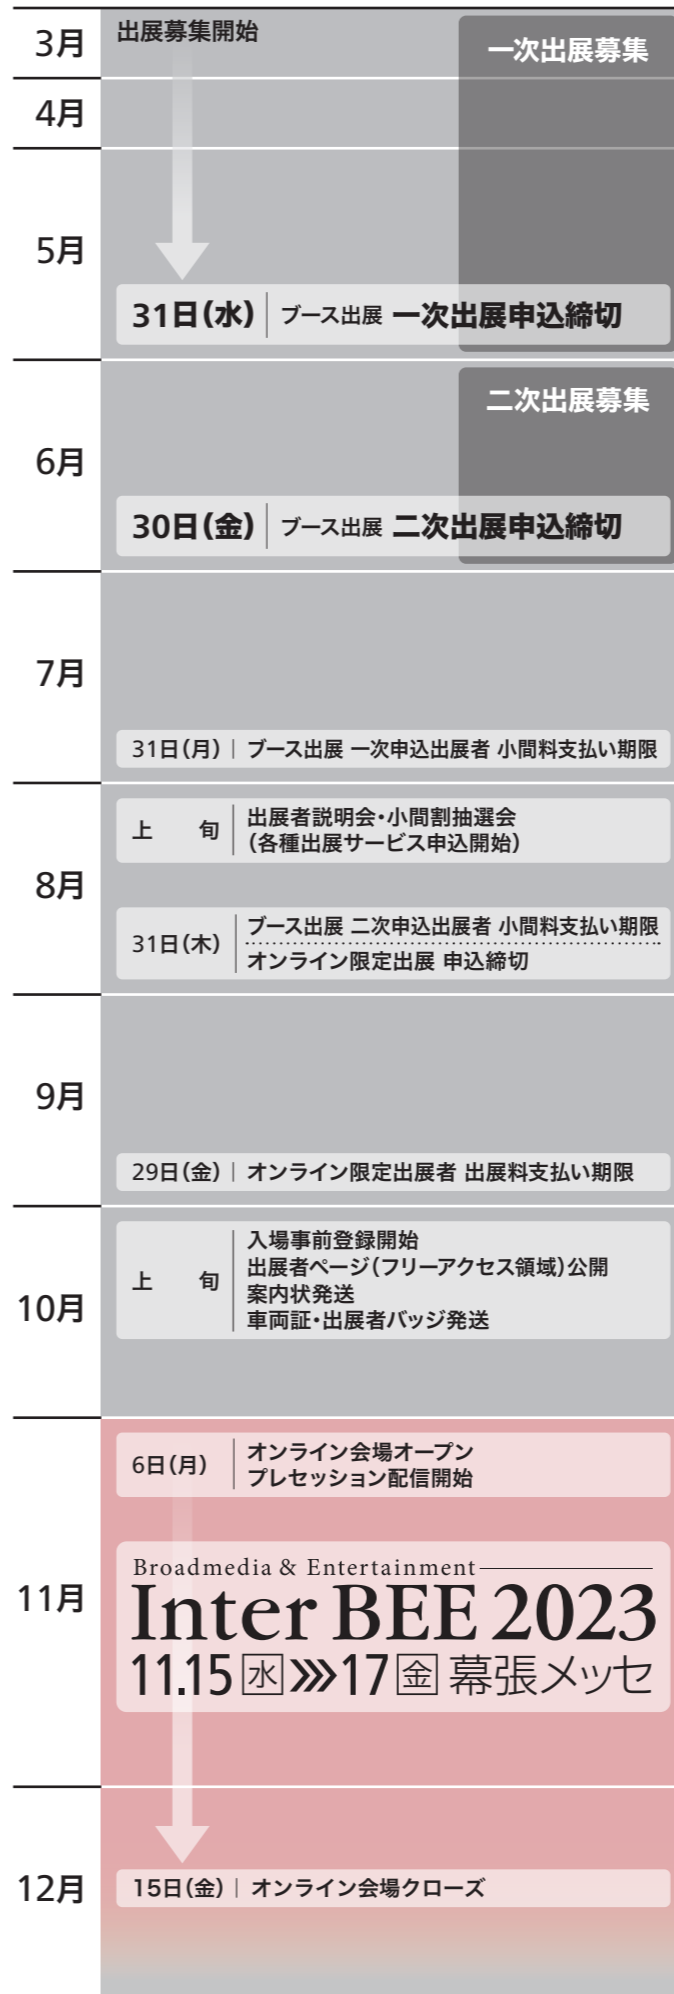 3月
出展募集開始
一次出展募集
4月
5月
31日(水) ブース出展 一次出展申込締切
二次出展募集
6月
30日(金) ブース出展 二次出展申込締切
7月
31日(月) ブース出展 一次申込出展者 小間料支払い期限
8月
上旬 出展者説明会・小間割抽選会
(各種出展サービス申込開始)
31日(木) ブース出展 二次申込出展者 小間料支払い期限
オンライン限定出展 申込締切
9月
29日(金) オンライン限定出展者 出展料支払い期限
10月
上旬 入場事前登録開始
出展者ページ(フリーアクセス領域)公開
案内状発送
車両証・出展者バッジ発送
11月
6日(月) オンライン会場オープン
プレセッション配信開始
Broadmedia & Entertainment
Inter BEE 2023
11.15 水 >>> 17 金 幕張メッセ
12月
15日(金) オンライン会場クローズ